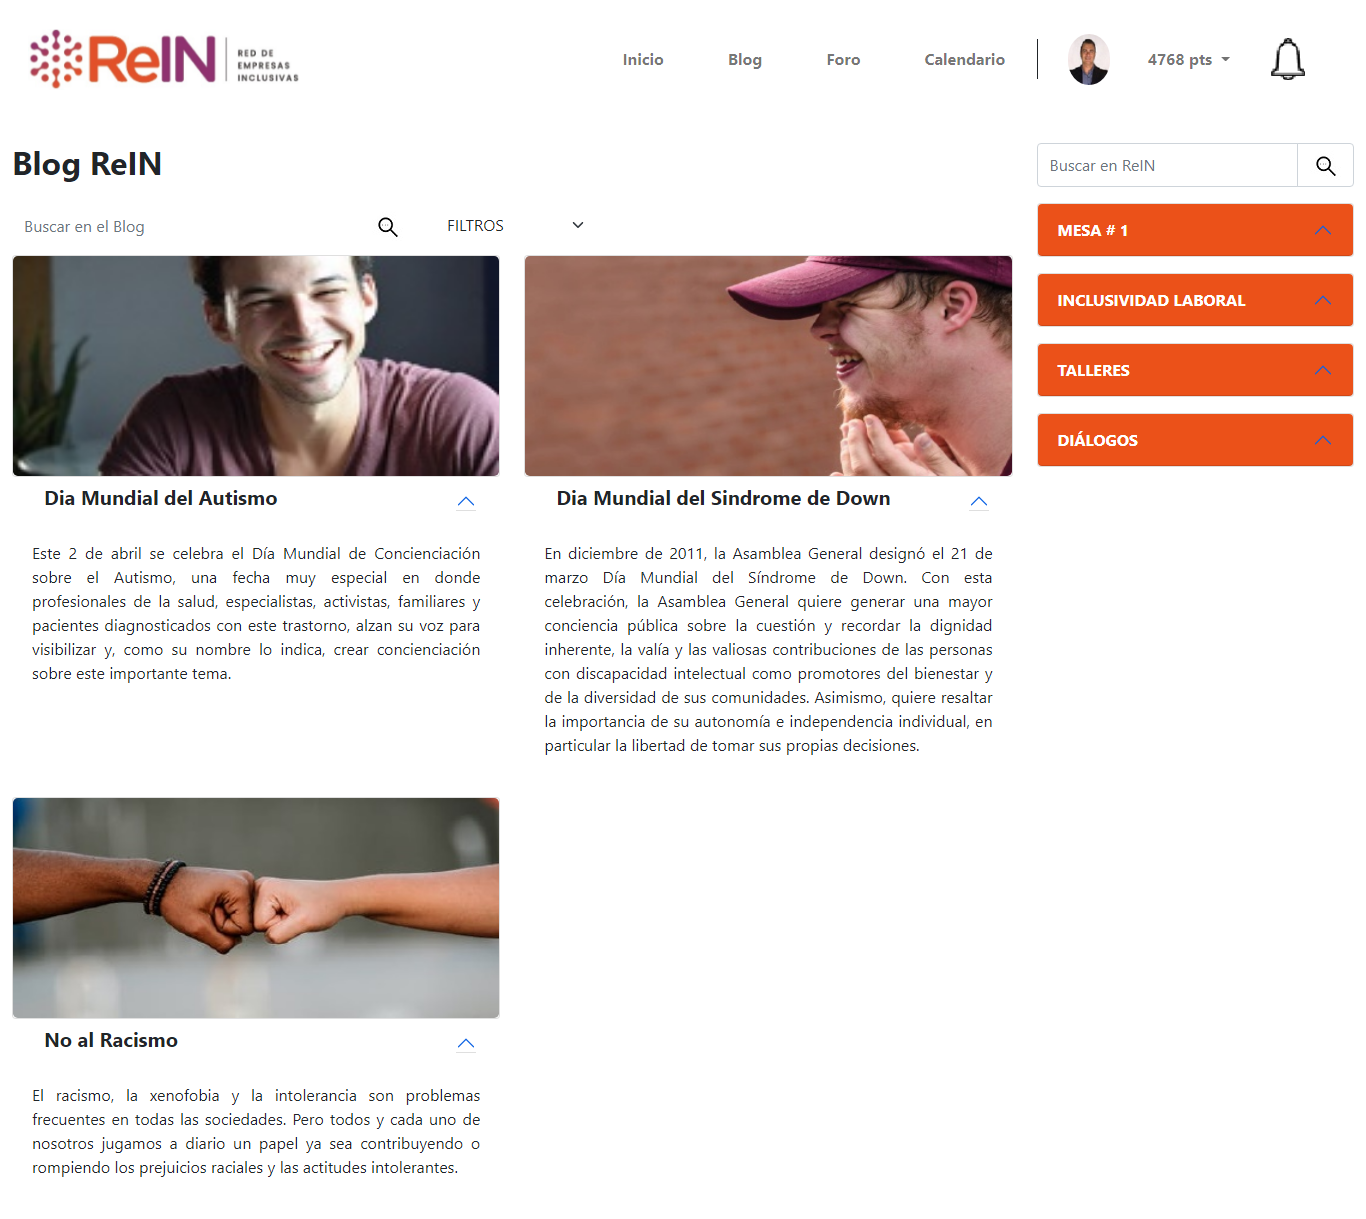 ReIN
RED DE
EMPRESAS
INCLUSIVAS
Inicio
Blog
Foro
Calendario
4768 pts
Blog ReIN
Buscar en el Blog
FILTROS
Dia Mundial del Autismo
Este 2 de abril se celebra el Día Mundial de Concienciación
sobre el Autismo, una fecha muy especial en donde
profesionales de la salud, especialistas, activistas, familiares y
pacientes diagnosticados con este trastorno, alzan su voz para
visibilizar y, como su nombre lo indica, crear concienciación
sobre este importante tema.
Dia Mundial del Sindrome de Down
En diciembre de 2011, la Asamblea General designó el 21 de
marzo Día Mundial del Síndrome de Down. Con esta
celebración, la Asamblea General quiere generar una mayor
conciencia pública sobre la cuestión y recordar la dignidad
inherente, la valía y las valiosas contribuciones de las personas
con discapacidad intelectual como promotores del bienestar y
de la diversidad de sus comunidades. Asimismo, quiere resaltar
la importancia de su autonomía e independencia individual, en
particular la libertad de tomar sus propias decisiones.
No al Racismo
El racismo, la xenofobia y la intolerancia son problemas
frecuentes en todas las sociedades. Pero todos y cada uno de
nosotros jugamos a diario un papel ya sea contribuyendo o
rompiendo los prejuicios raciales y las actitudes intolerantes.
Buscar en ReIN
MESA # 1
INCLUSIVIDAD LABORAL
TALLERES
DIÁLOGOS